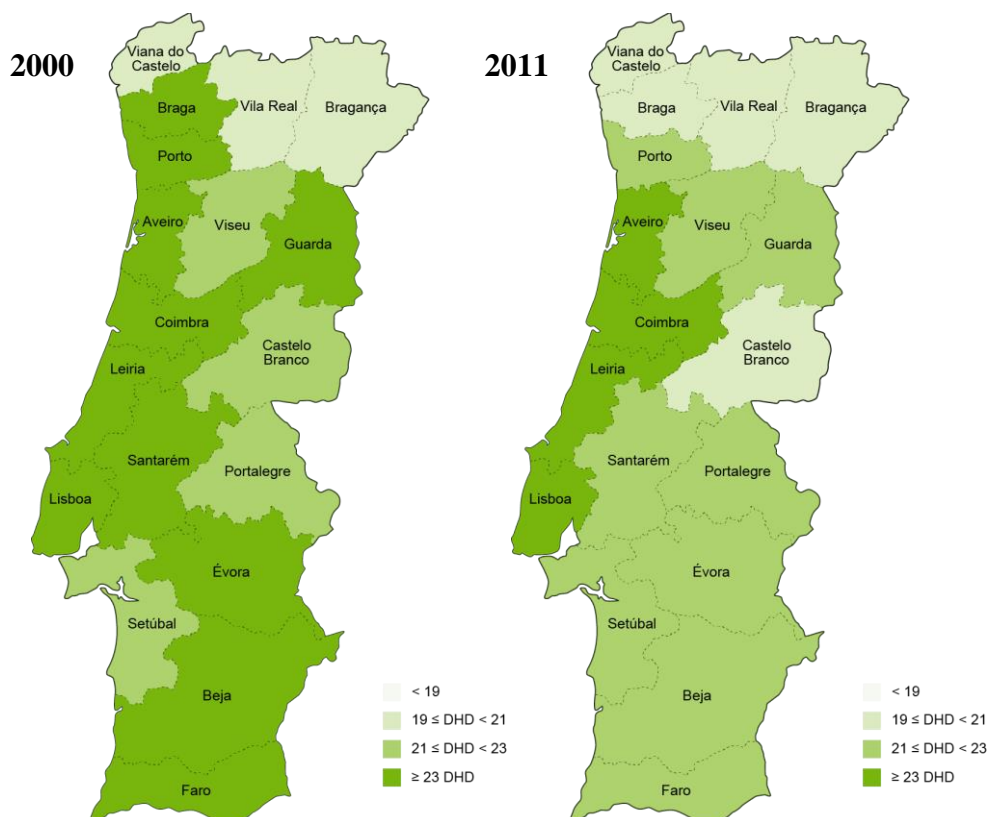 2000
Viana do
Castelo
Braga
Vila Real
Bragança
Porto
Aveiro
Viseu
Guarda
Coimbra
Castelo
Branco
Leiria
Santarém
Portalegre
Lisboa
Évora
Setúbal
Beja
Faro
< 19
19 ≤ DHD < 21
21 ≤ DHD < 23
≥ 23 DHD
2011
Viana do
Castelo
Braga
Vila Real
Bragança
Porto
Aveiro
Viseu
Guarda
Coimbra
Castelo
Branco
Leiria
Santarém
Portalegre
Lisboa
Évora
Setúbal
Beja
Faro
< 19
19 ≤ DHD < 21
21 ≤ DHD < 23
≥ 23 DHD